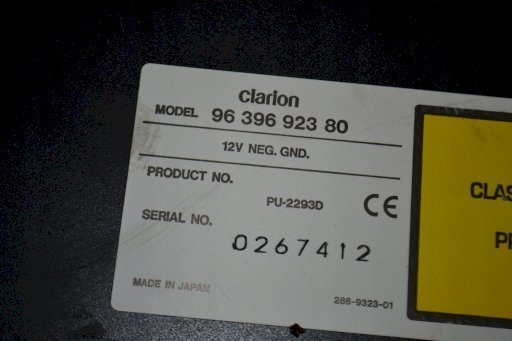 Clarion
MODEL 96 396 923 80
12V NEG. GND.
PRODUCT NO.
PU-2293D
CE
SERIAL NO.
0267412
MADE IN JAPAN
286-9323-01